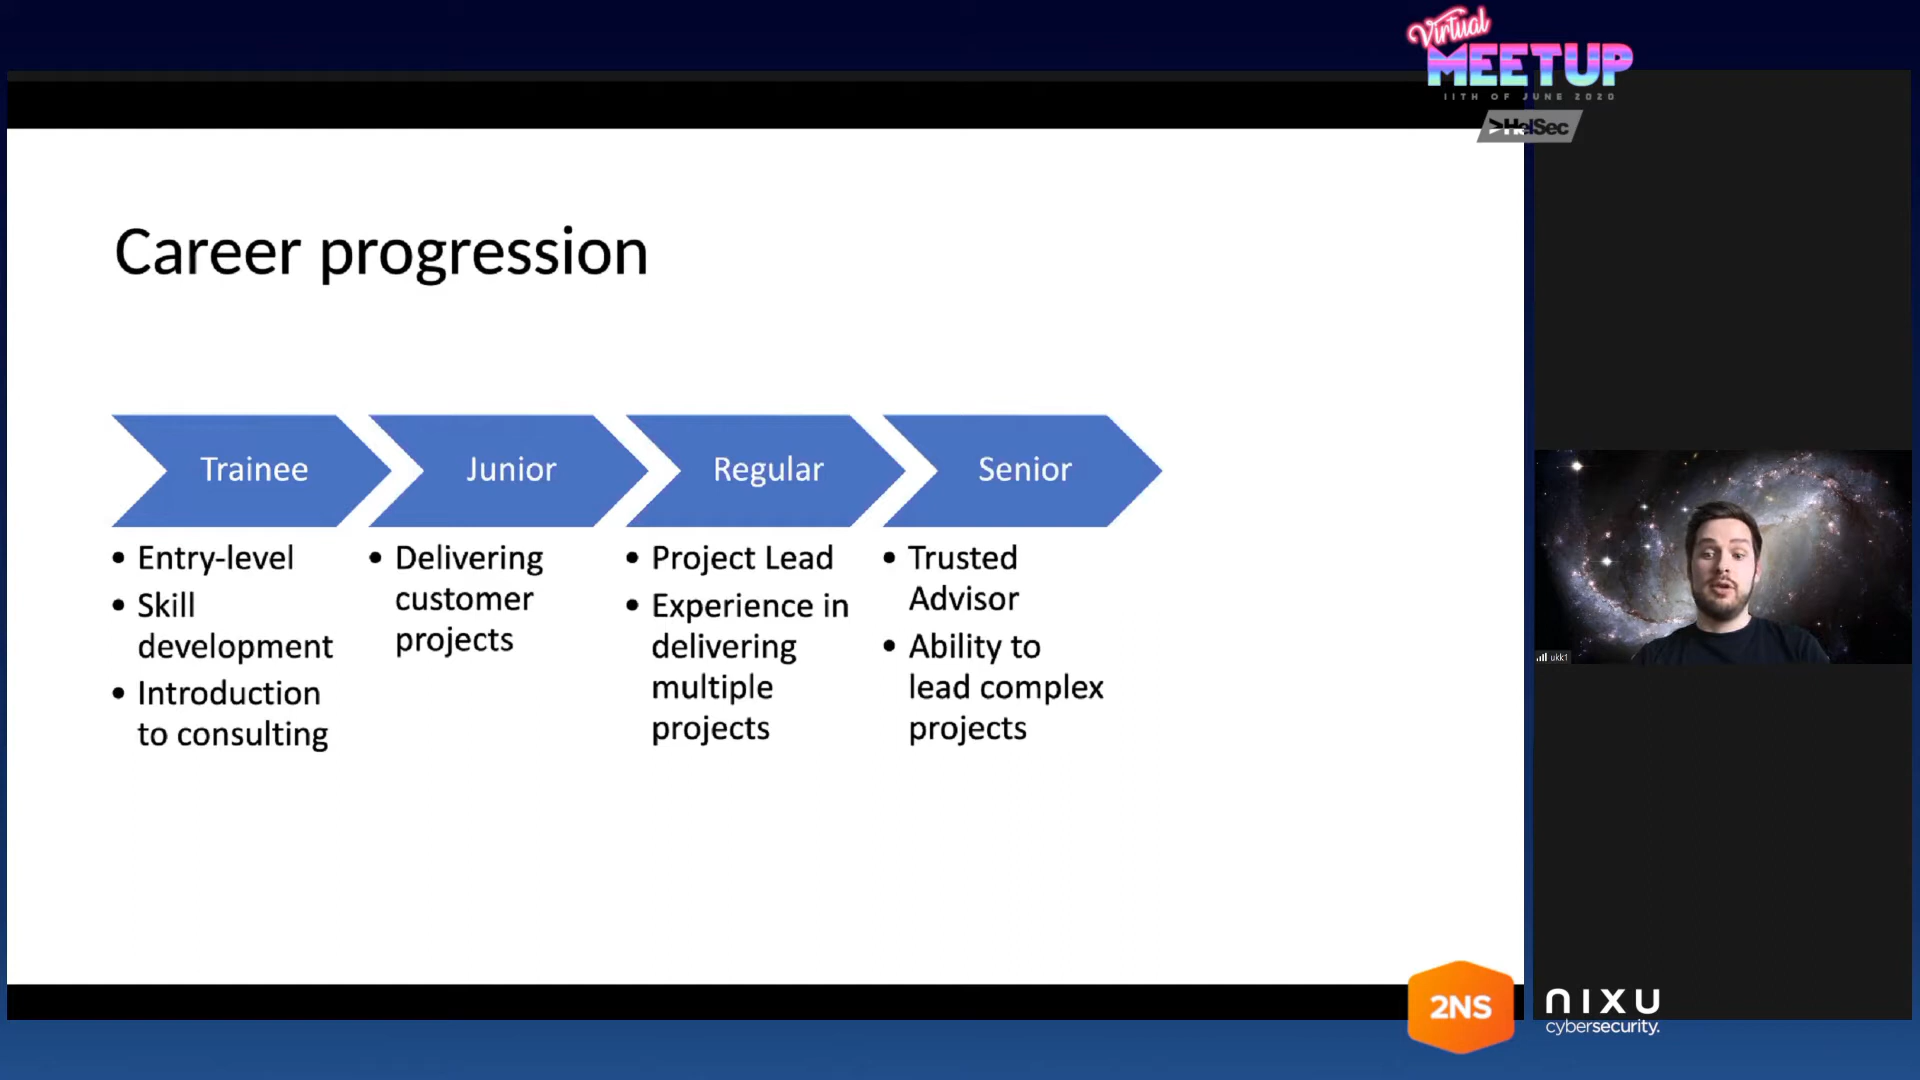 Virtual
MEETUP
11TH OF JUNE 2020
>HelSec
Career progression
Trainee
• Entry-level
• Skill
development
• Introduction
to consulting
Junior
• Delivering
customer
projects
Regular
• Project Lead
• Experience in
delivering
multiple
projects
Senior
• Trusted
Advisor
• Ability to
lead complex
projects
ukk1
2NS
nixu
cybersecurity.